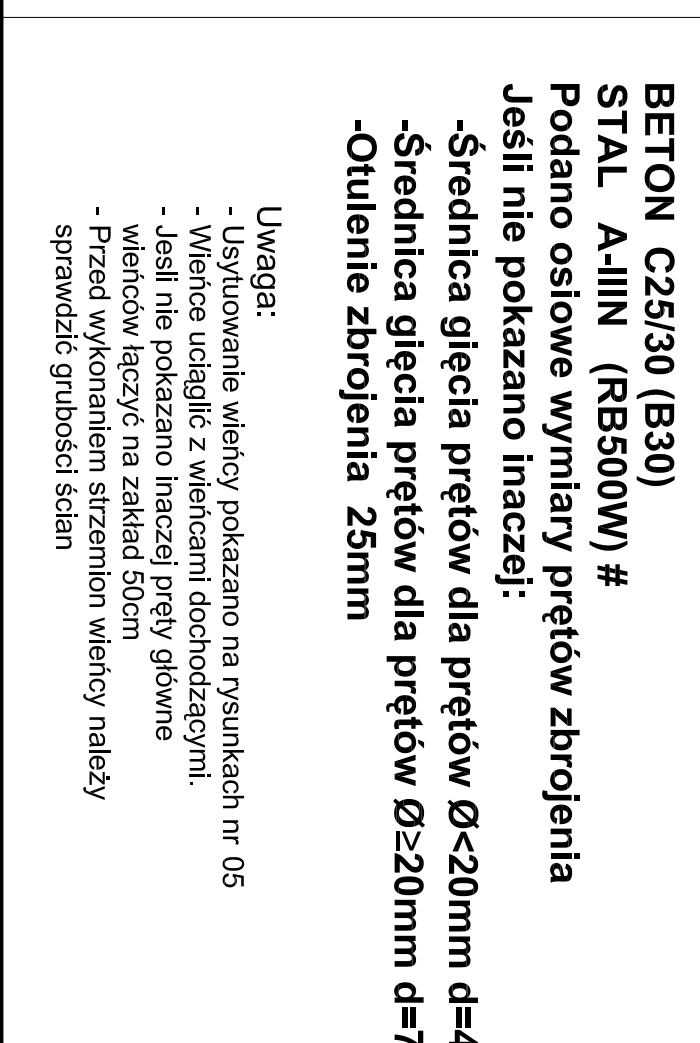 BETON C25/30 (B30)
STAL A-IIIN (RB500W) #
Podano osiowe wymiary prętów zbrojenia
Jeśli nie pokazano inaczej:
-Średnica gięcia prętów dla prętów Ø<20mm d=4
-Średnica gięcia prętów dla prętów Ø≥20mm d=7
-Otulenie zbrojenia 25mm
Uwaga:
- Usytuowanie wieńcy pokazano na rysunkach nr 05
- Wieńce uciąglić z wieńcami dochodzącymi.
- Jesli nie pokazano inaczej pręty główne
wieńców łączyć na zakład 50cm
- Przed wykonaniem strzemion wieńcy należy
sprawdzić grubości ścian